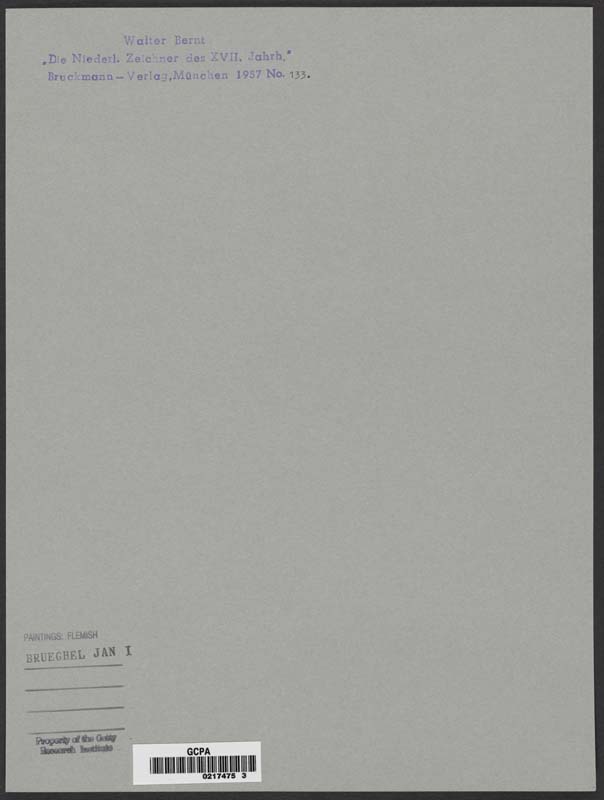 Walter Bernt
„Die Niederl. Zeichner des XVII. Jahrh."
Bruckmann – Verlag, München 1957 No. 133.
PAINTINGS: FLEMISH
BRUEGHEL JAN I
Property of the Getty
Research Institute
GCPA
0217475 3